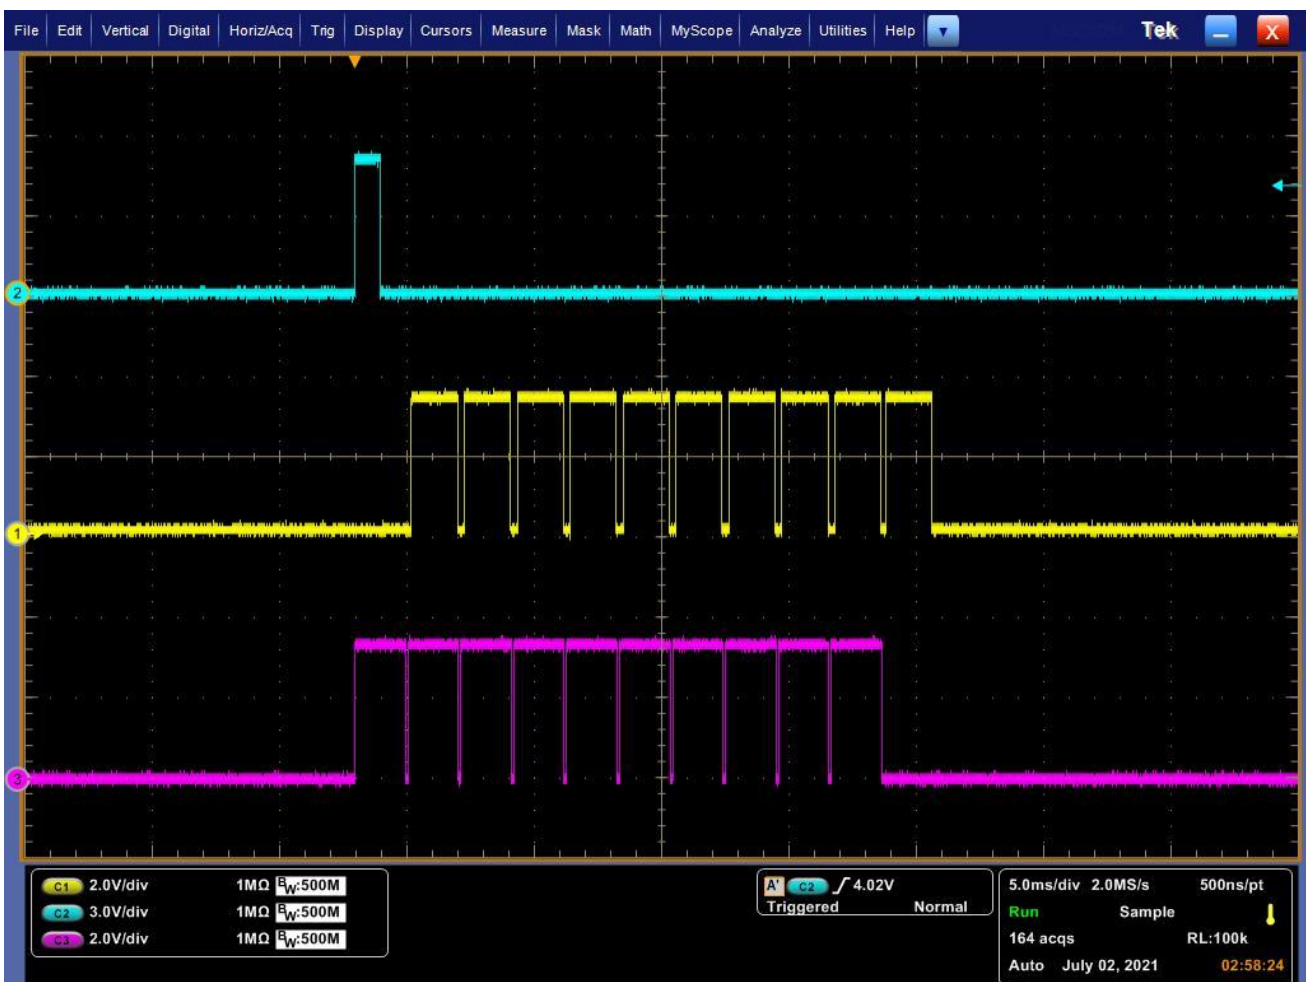 File Edit Vertical Digital Horiz/Acq Trig Display Cursors Measure Mask Math MyScope Analyze Utilities Help Tek X
2
1
3
C1 2.0V/div 1MΩ BW:500M
C2 3.0V/div 1MΩ BW:500M
C3 2.0V/div 1MΩ BW:500M
A' C2 4.02V
Triggered Normal
5.0ms/div 2.0MS/s 500ns/pt
Run Sample
164 acqs RL:100k
Auto July 02, 2021 02:58:24